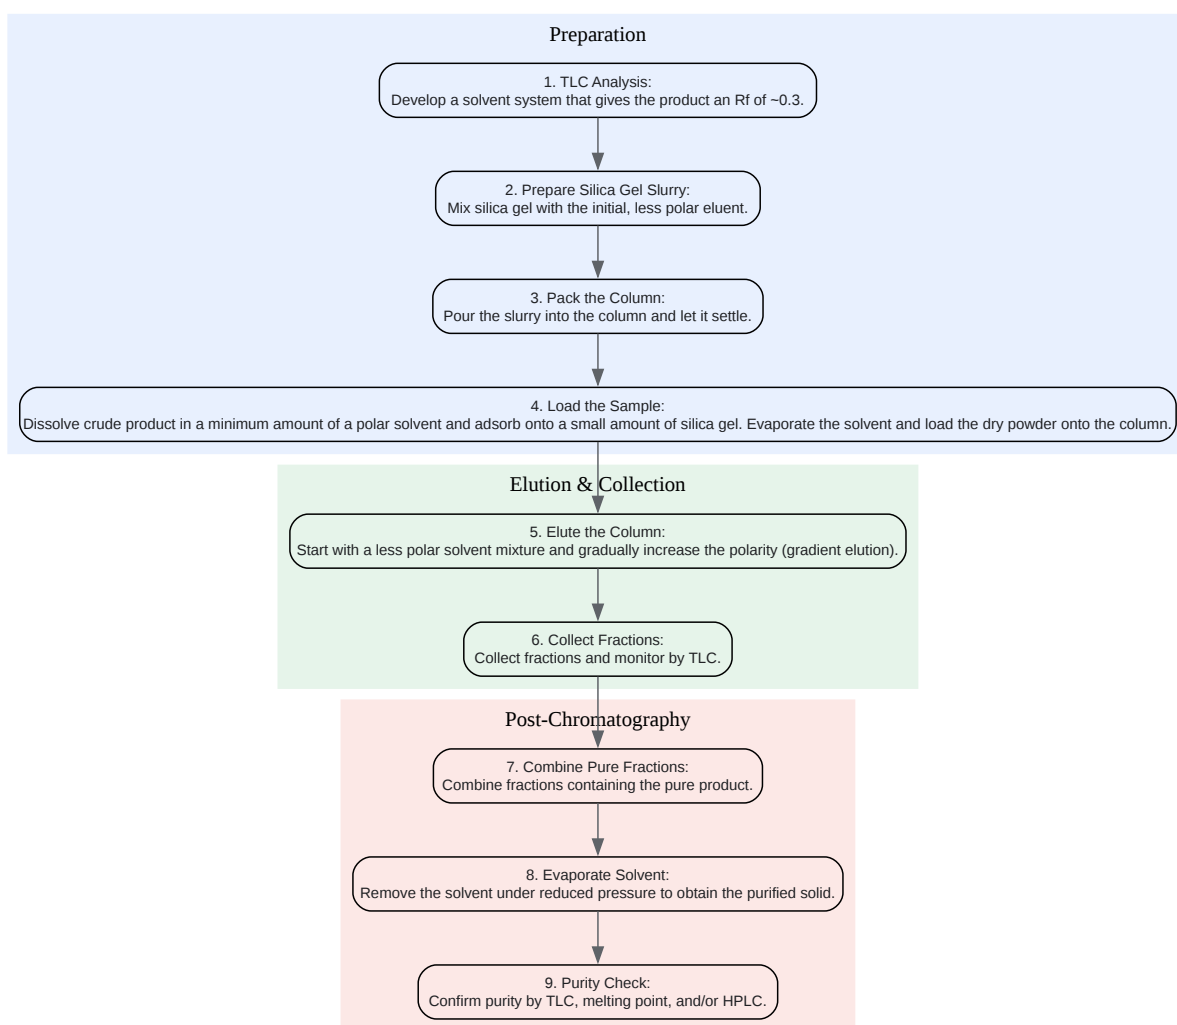 Preparation
1. TLC Analysis:
Develop a solvent system that gives the product an Rf of ~0.3.
2. Prepare Silica Gel Slurry:
Mix silica gel with the initial, less polar eluent.
3. Pack the Column:
Pour the slurry into the column and let it settle.
4. Load the Sample:
Dissolve crude product in a minimum amount of a polar solvent and adsorb onto a small amount of silica gel. Evaporate the solvent and load the dry powder onto the column.
Elution & Collection
5. Elute the Column:
Start with a less polar solvent mixture and gradually increase the polarity (gradient elution).
6. Collect Fractions:
Collect fractions and monitor by TLC.
Post-Chromatography
7. Combine Pure Fractions:
Combine fractions containing the pure product.
8. Evaporate Solvent:
Remove the solvent under reduced pressure to obtain the purified solid.
9. Purity Check:
Confirm purity by TLC, melting point, and/or HPLC.